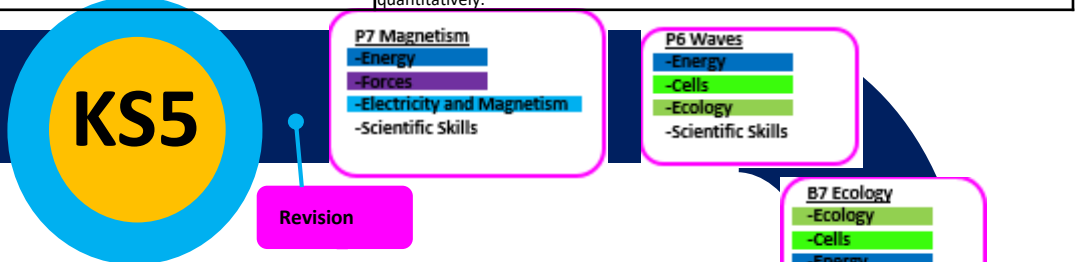 quantitatively.
KS5
Revision
P7 Magnetism
-Energy
-Forces
-Electricity and Magnetism
-Scientific Skills
P6 Waves
-Energy
-Cells
-Ecology
-Scientific Skills
B7 Ecology
-Ecology
-Cells
-Energy